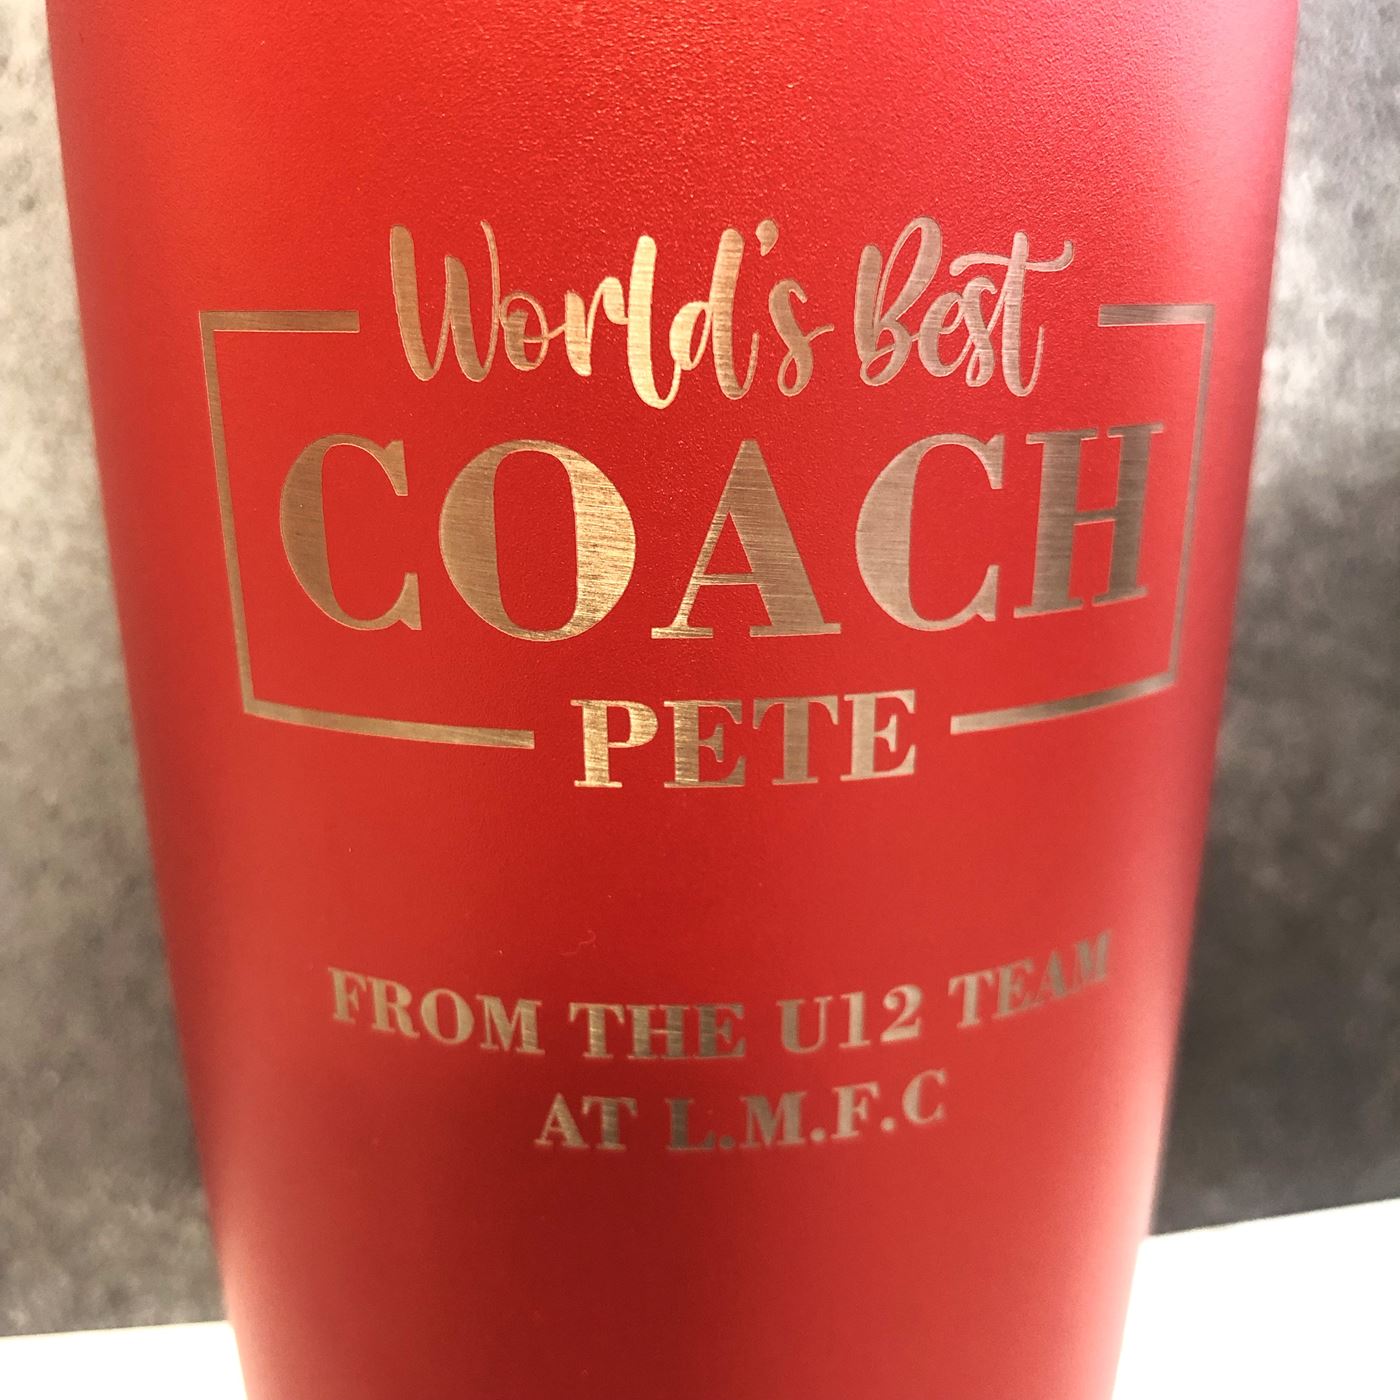 World's Best
COACH
PETE
FROM THE U12 TEAM
AT L.M.F.C